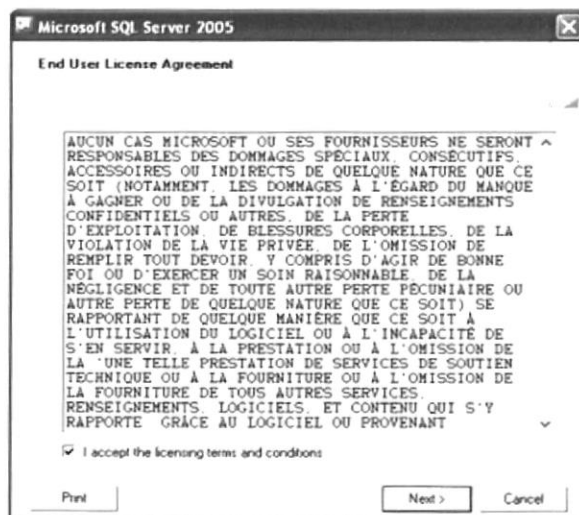 Microsoft SQL Server 2005
End User License Agreement
AUCUN CAS MICROSOFT OU SES FOURNISSEURS NE SERONT
RESPONSABLES DES DOMMAGES SPÉCIAUX, CONSÉCUTIFS,
ACCESSOIRES OU INDIRECTS DE QUELQUE NATURE QUE CE
SOIT (NOTAMMENT, LES DOMMAGES À L'ÉGARD DU MANQUE
À GAGNER OU DE LA DIVULGATION DE RENSEIGNEMENTS
CONFIDENTIELS OU AUTRES, DE LA PERTE
D'EXPLOITATION, DE BLESSURES CORPORELLES, DE LA
VIOLATION DE LA VIE PRIVÉE, DE L'OMISSION DE
REMPLIR TOUT DEVOIR, Y COMPRIS D'AGIR DE BONNE
FOI OU D'EXERCER UN SOIN RAISONNABLE, DE LA
NÉGLIGENCE ET DE TOUTE AUTRE PERTE PÉCUNIAIRE OU
AUTRE PERTE DE QUELQUE NATURE QUE CE SOIT) SE
RAPPORTANT DE QUELQUE MANIÈRE QUE CE SOIT À
L'UTILISATION DU LOGICIEL OU À L'INCAPACITÉ DE
S'EN SERVIR, À LA PRESTATION OU À L'OMISSION DE
LA 'UNE TELLE PRESTATION DE SERVICES DE SOUTIEN
TECHNIQUE OU À LA FOURNITURE OU À L'OMISSION DE
LA FOURNITURE DE TOUS AUTRES SERVICES,
RENSEIGNEMENTS, LOGICIELS, ET CONTENU QUI S'Y
RAPPORTE GRÂCE AU LOGICIEL OU PROVENANT
I accept the licensing terms and conditions
Print
Next >
Cancel